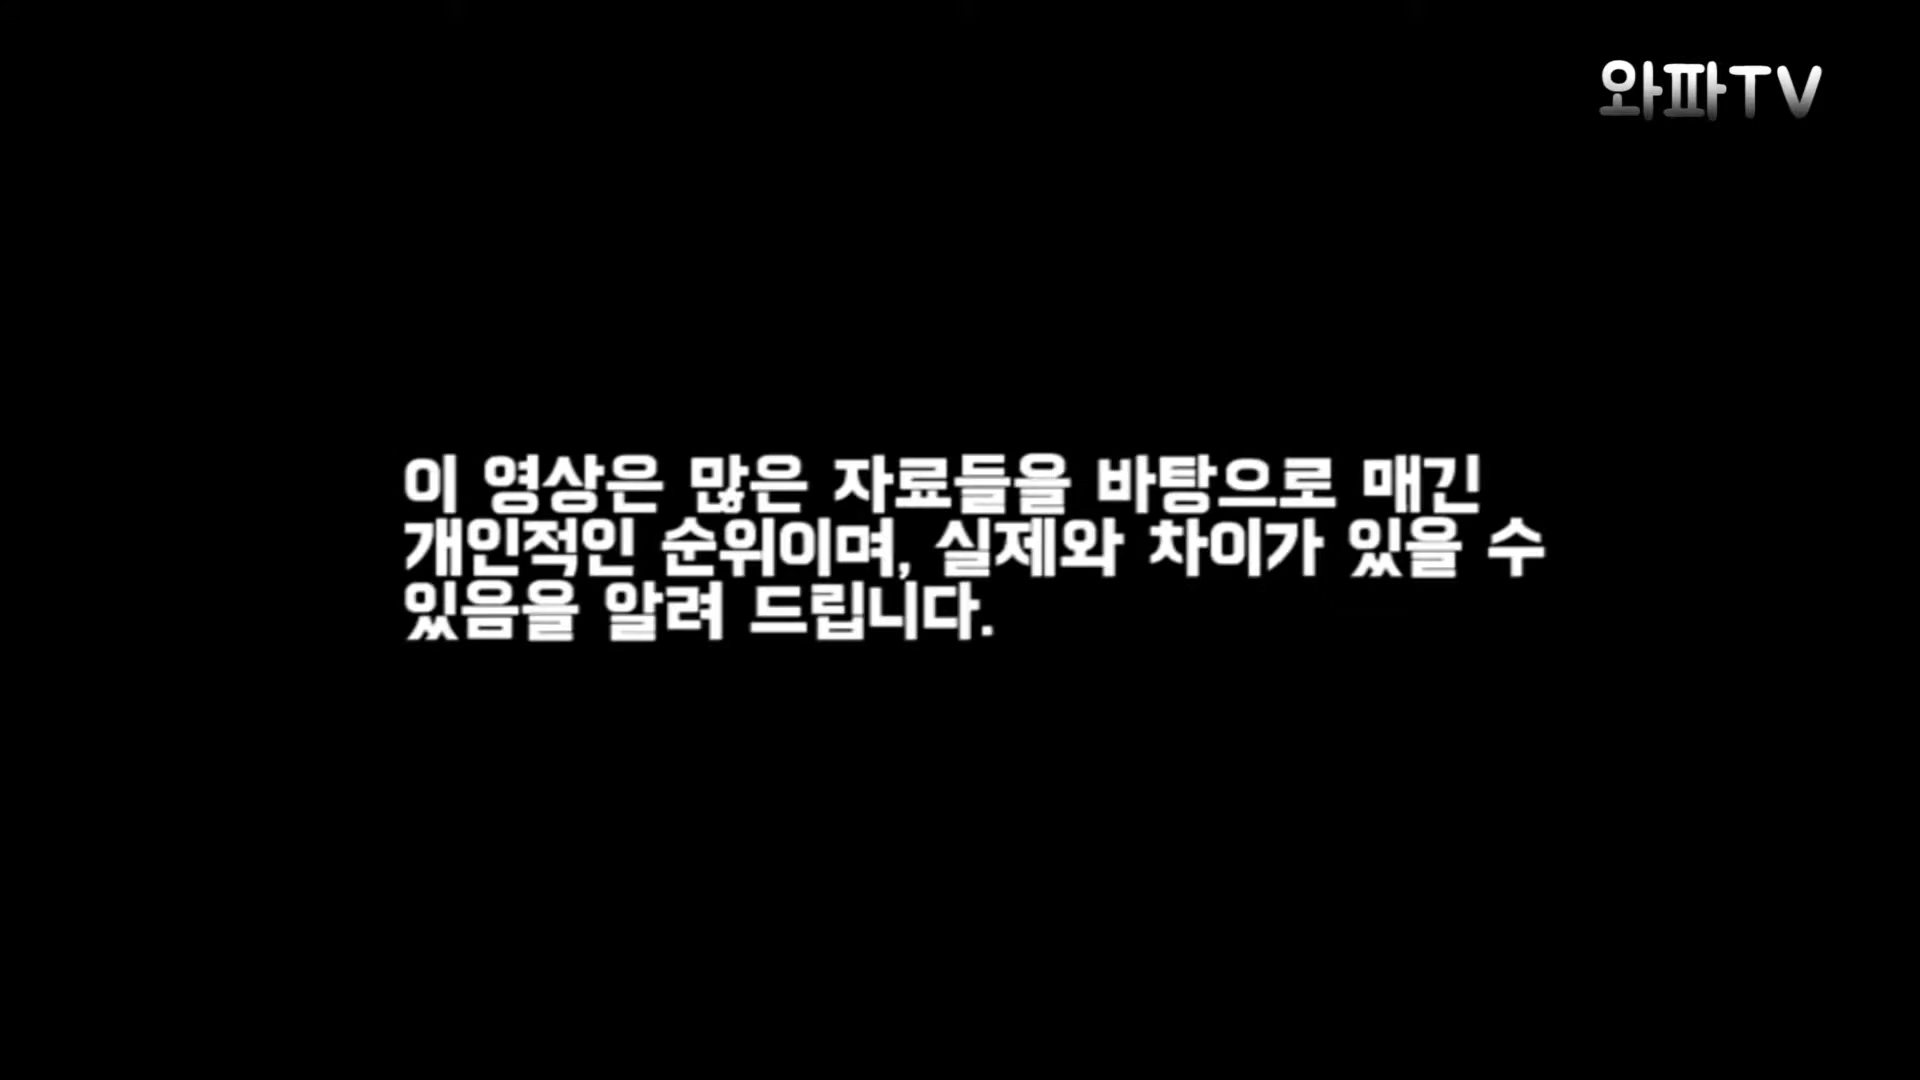 와파TV
이 영상은 많은 자료들을 바탕으로 매긴
개인적인 순위이며, 실제와 차이가 있을 수
있음을 알려 드립니다.